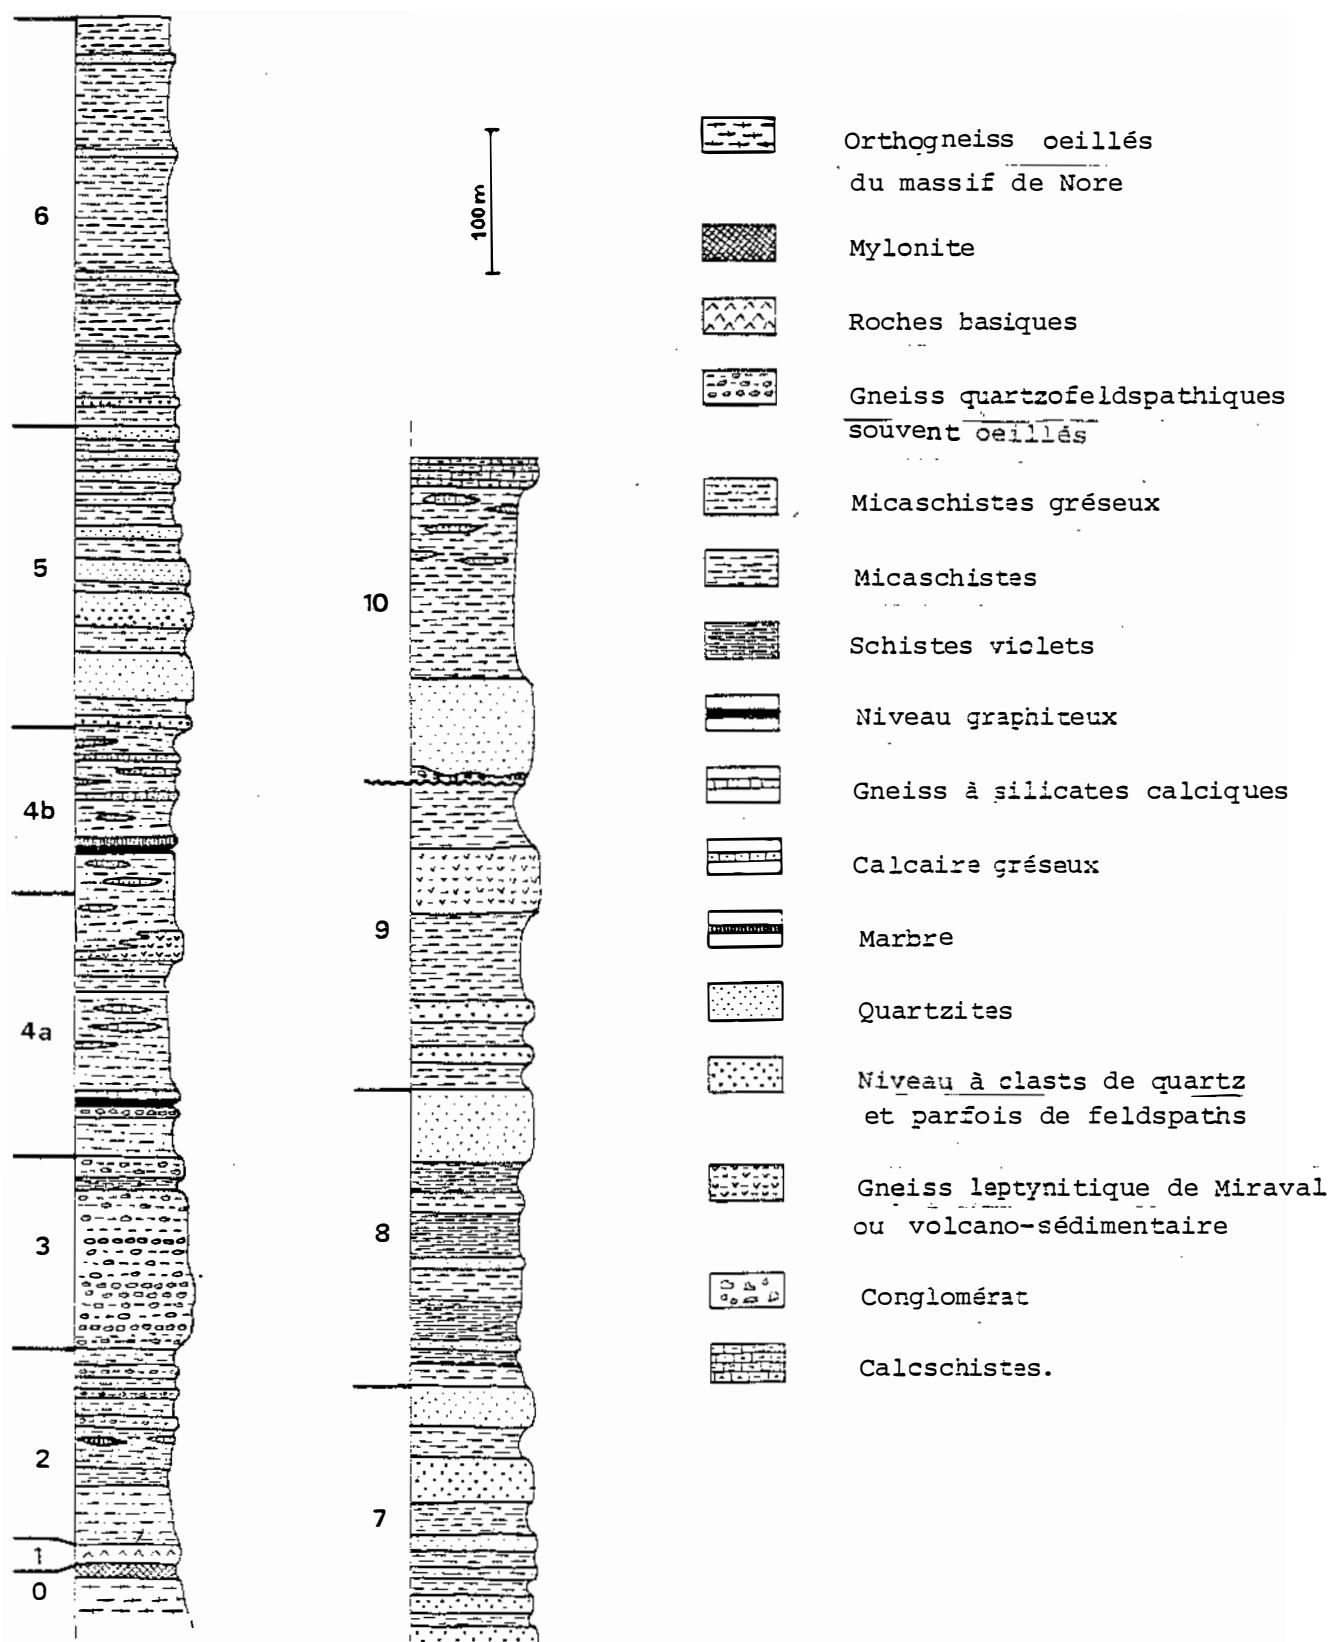 6
5
4b
4a
3
2
1
0
100m
10
9
8
7
Orthogneiss oeillés
du massif de Nore
Mylonite
Roches basiques
Gneiss quartzofeldspathiques
souvent oeillés
Micaschistes gréseux
Micaschistes
Schistes violets
Niveau graphiteux
Gneiss à silicates calciques
Calcaire gréseux
Marbre
Quartzites
Niveau à clasts de quartz
et parfois de feldspaths
Gneiss leptynitique de Miraval
ou volcano-sédimentaire
Conglomérat
Calcschistes.